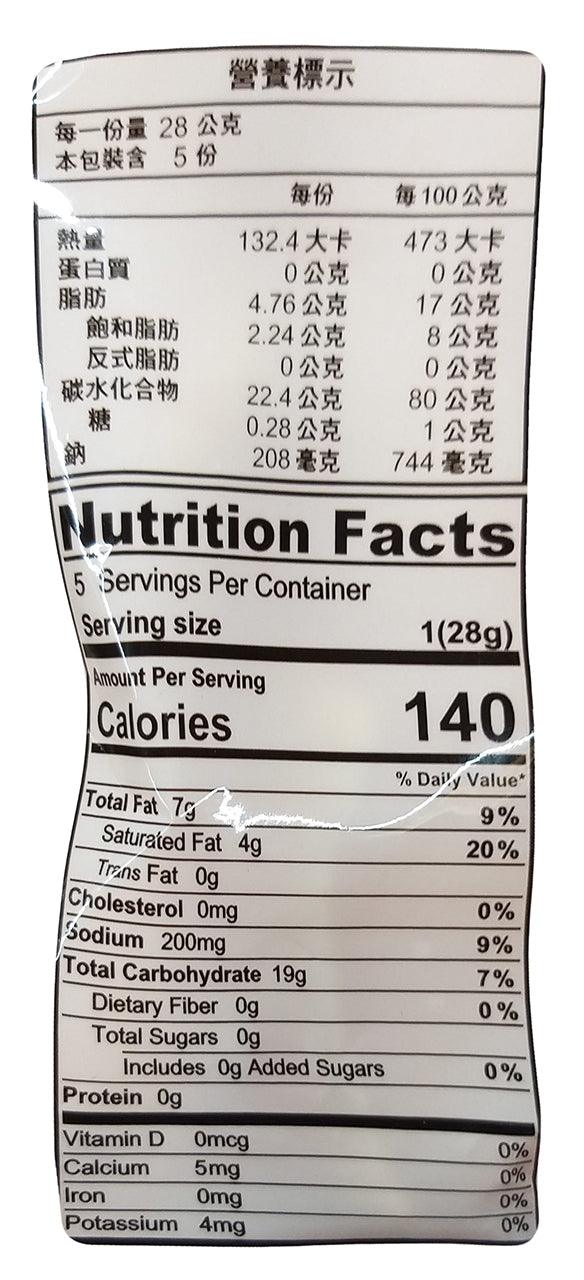 營養標示
每一份量 28 公克
本包裝含 5 份
每份 每100公克
熱量 132.4 大卡 473 大卡
蛋白質 0 公克 0 公克
脂肪 4.76 公克 17 公克
飽和脂肪 2.24 公克 8 公克
反式脂肪 0 公克 0 公克
碳水化合物 22.4 公克 80 公克
糖 0.28 公克 1 公克
鈉 208 毫克 744 毫克
Nutrition Facts
5 Servings Per Container
Serving size 1(28g)
Amount Per Serving
Calories 140
% Daily Value*
Total Fat 7g 9%
Saturated Fat 4g 20%
Trans Fat 0g
Cholesterol 0mg 0%
Sodium 200mg 9%
Total Carbohydrate 19g 7%
Dietary Fiber 0g 0%
Total Sugars 0g
Includes 0g Added Sugars 0%
Protein 0g
Vitamin D 0mcg 0%
Calcium 5mg 0%
Iron 0mg 0%
Potassium 4mg 0%